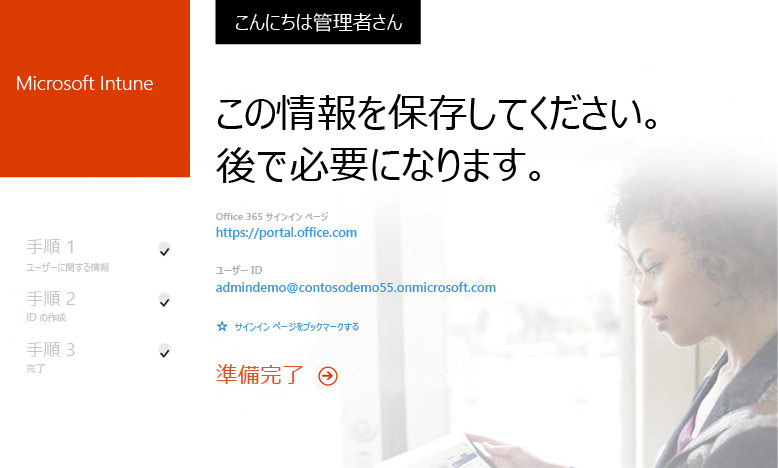 こんにちは管理者さん
Microsoft Intune
この情報を保存してください。
後で必要になります。
Office 365 サインイン ページ
https://portal.office.com
ユーザー ID
admindemo@contosodemo55.onmicrosoft.com
サインイン ページをブックマークする
準備完了
手順 1
ユーザーに関する情報
手順 2
ID の作成
手順 3
完了